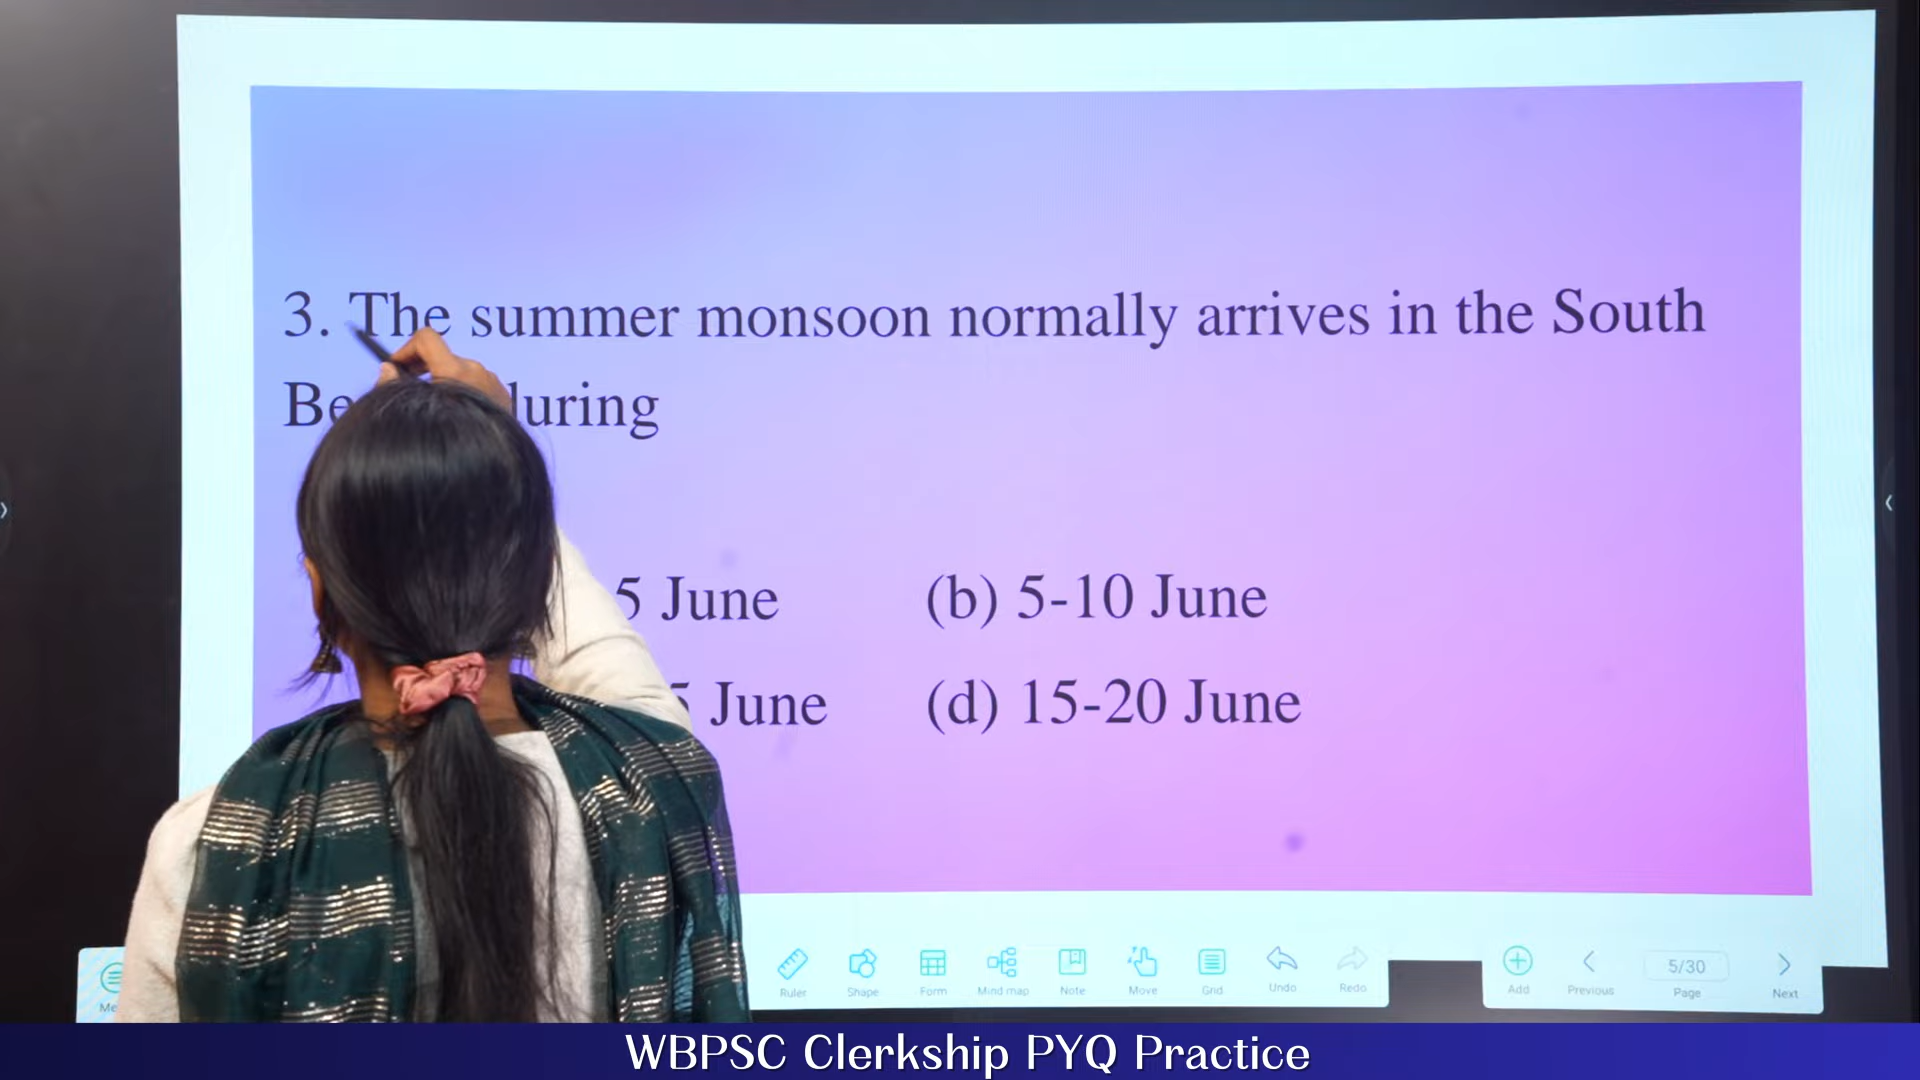 3. The summer monsoon normally arrives in the South
during
5 June (b) 5-10 June
June (d) 15-20 June
Ruler Shape Form Mind map Note Move Grid Undo Redo Add Previous 5/30 Page Next
WBPSC Clerkship PYQ Practice